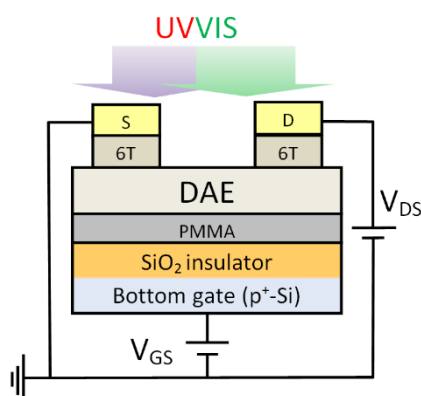 UVVIS
S
D
6T
6T
DAE
V_DS
PMMA
SiO₂ insulator
Bottom gate (p⁺-Si)
V_GS